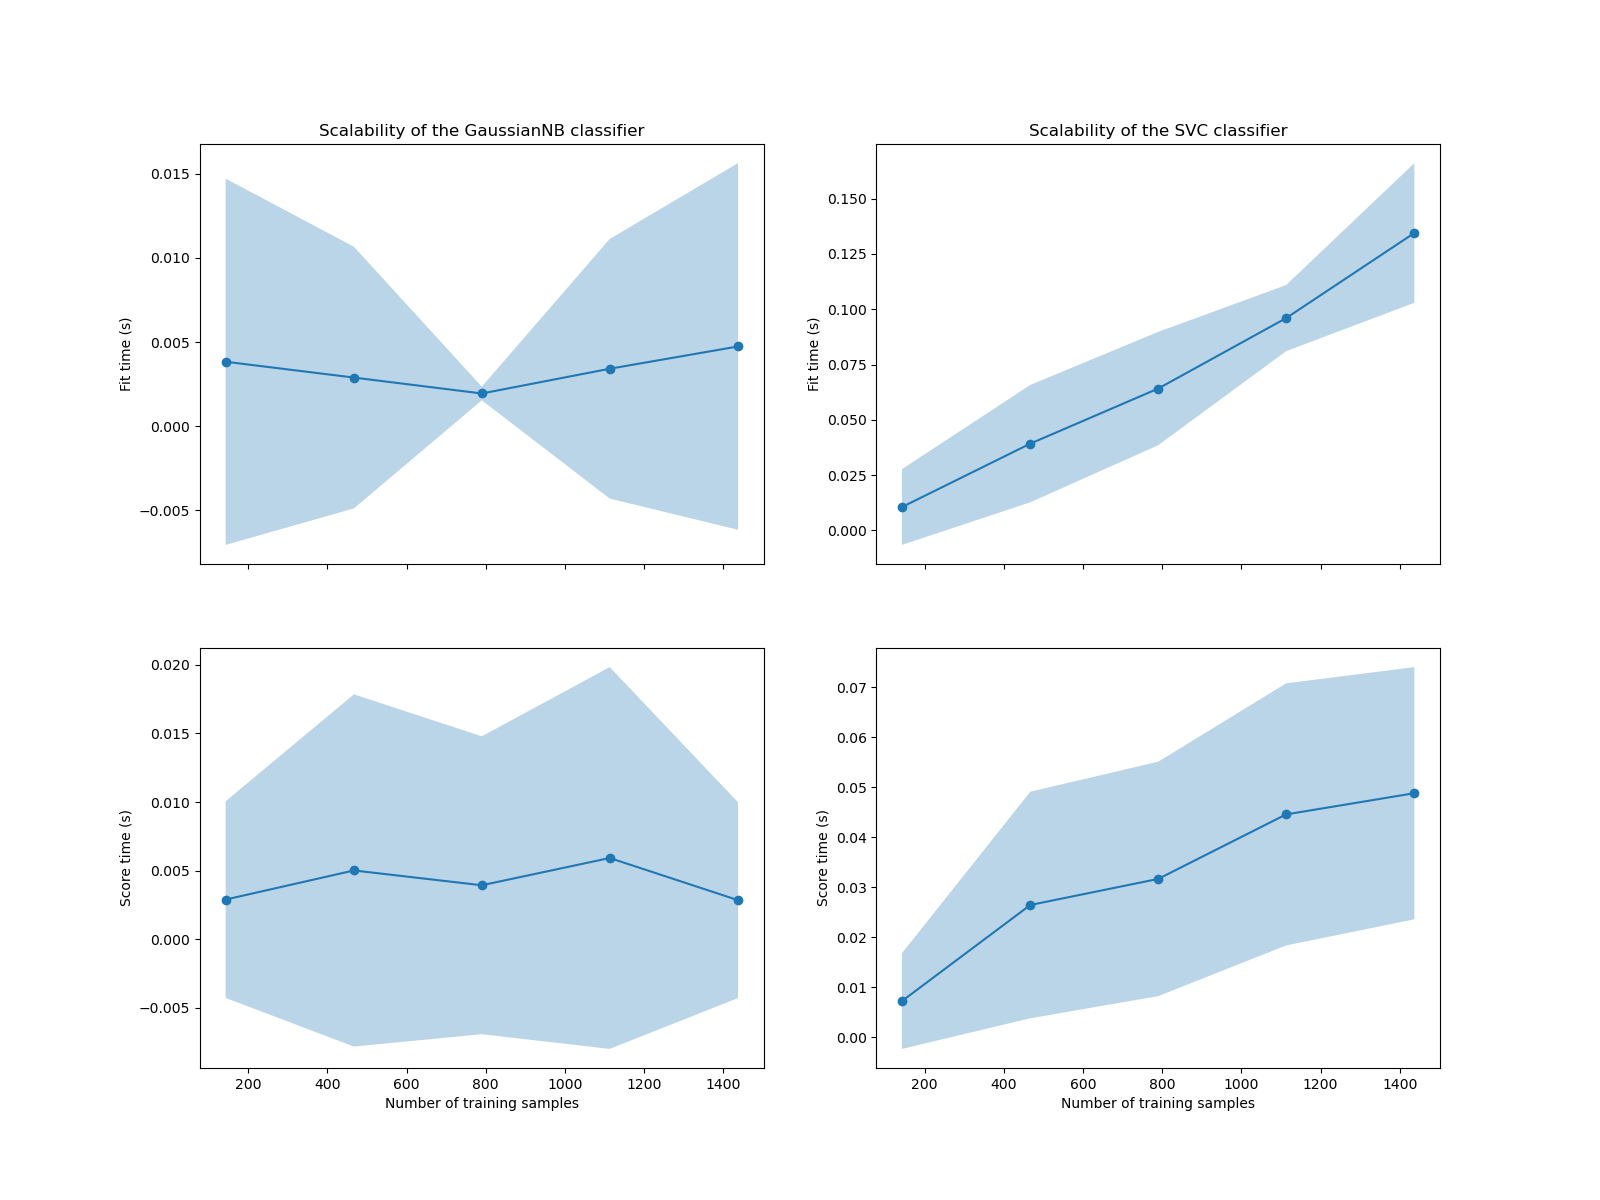 Scalability of the GaussianNB classifier
0.015
0.010
0.005
0.000
−0.005
Fit time (s)
Scalability of the SVC classifier
0.150
0.125
0.100
0.075
0.050
0.025
0.000
Fit time (s)
0.020
0.015
0.010
0.005
0.000
−0.005
Score time (s)
200 400 600 800 1000 1200 1400
Number of training samples
0.07
0.06
0.05
0.04
0.03
0.02
0.01
0.00
Score time (s)
200 400 600 800 1000 1200 1400
Number of training samples